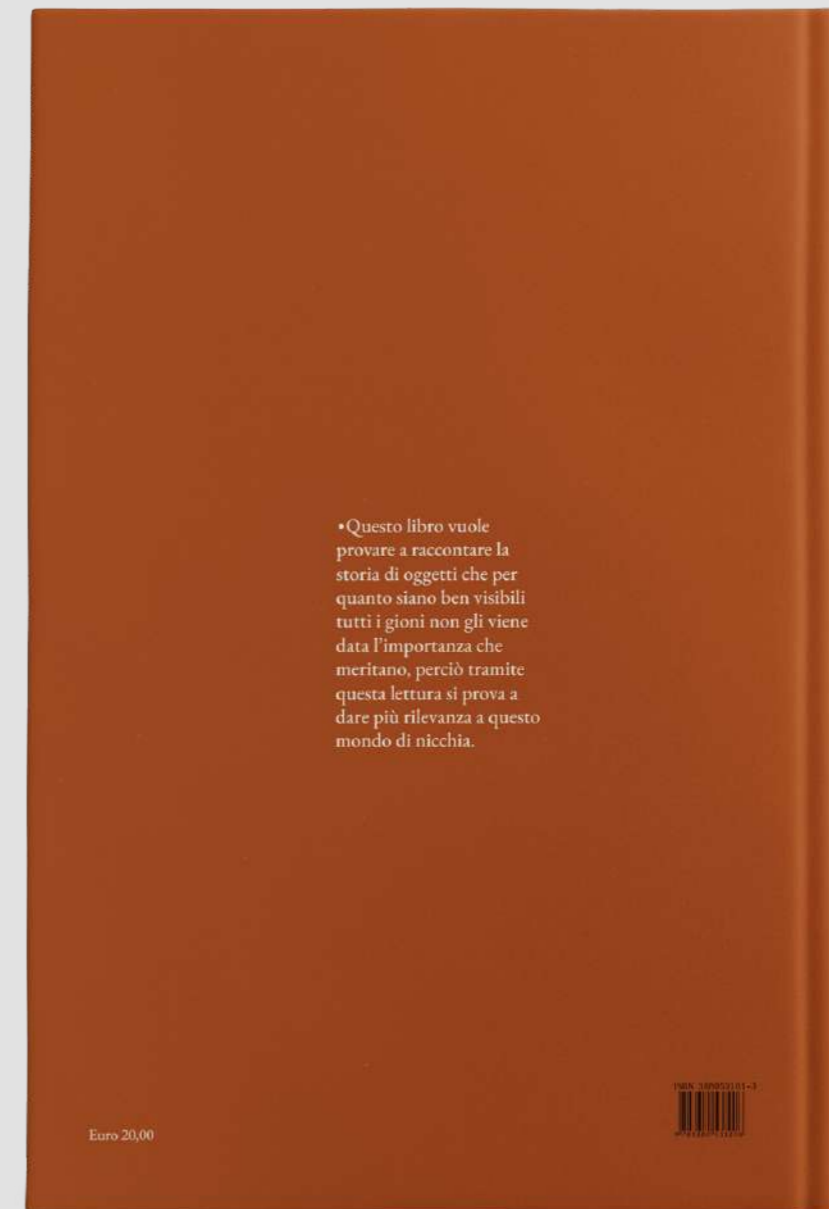 •Questo libro vuole
provare a raccontare la
storia di oggetti che per
quanto siano ben visibili
tutti i gioni non gli viene
data l'importanza che
meritano, perciò tramite
questa lettura si prova a
dare più rilevanza a questo
mondo di nicchia.
Euro 20,00
ISBN